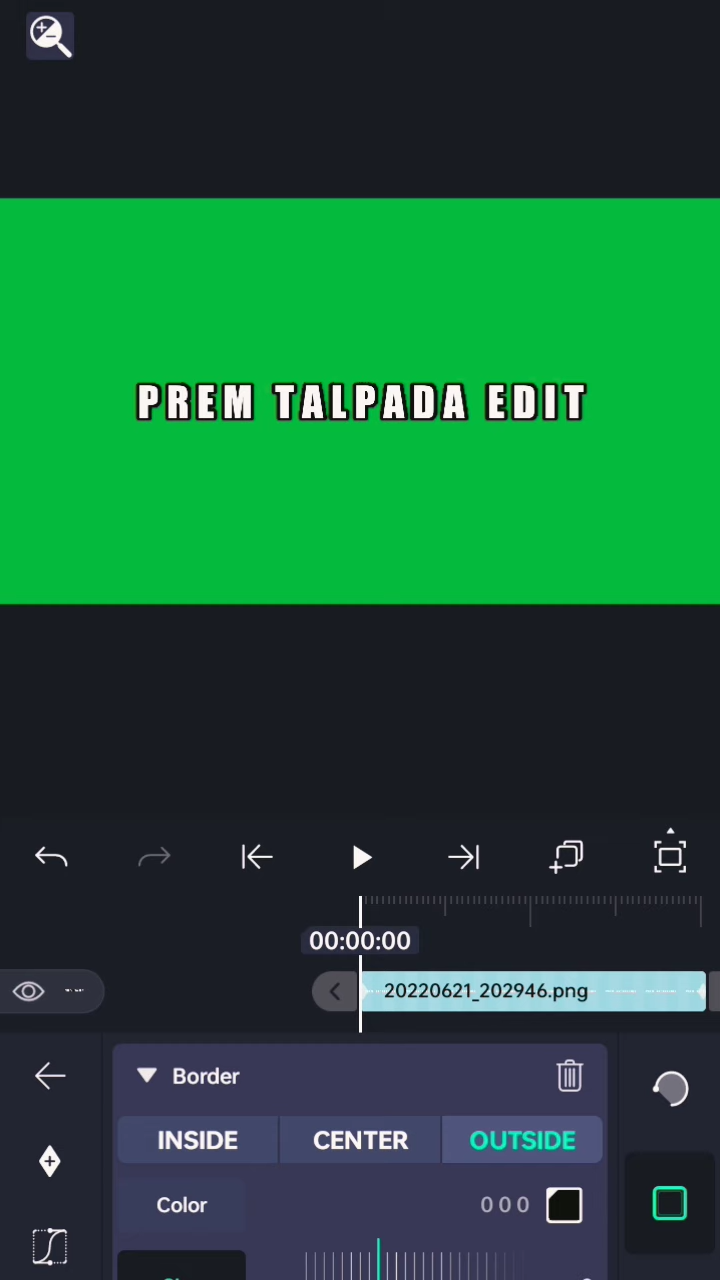 PREM TALPADA EDIT
00:00:00
20220621_202946.png
Border
INSIDE CENTER OUTSIDE
Color 0 0 0